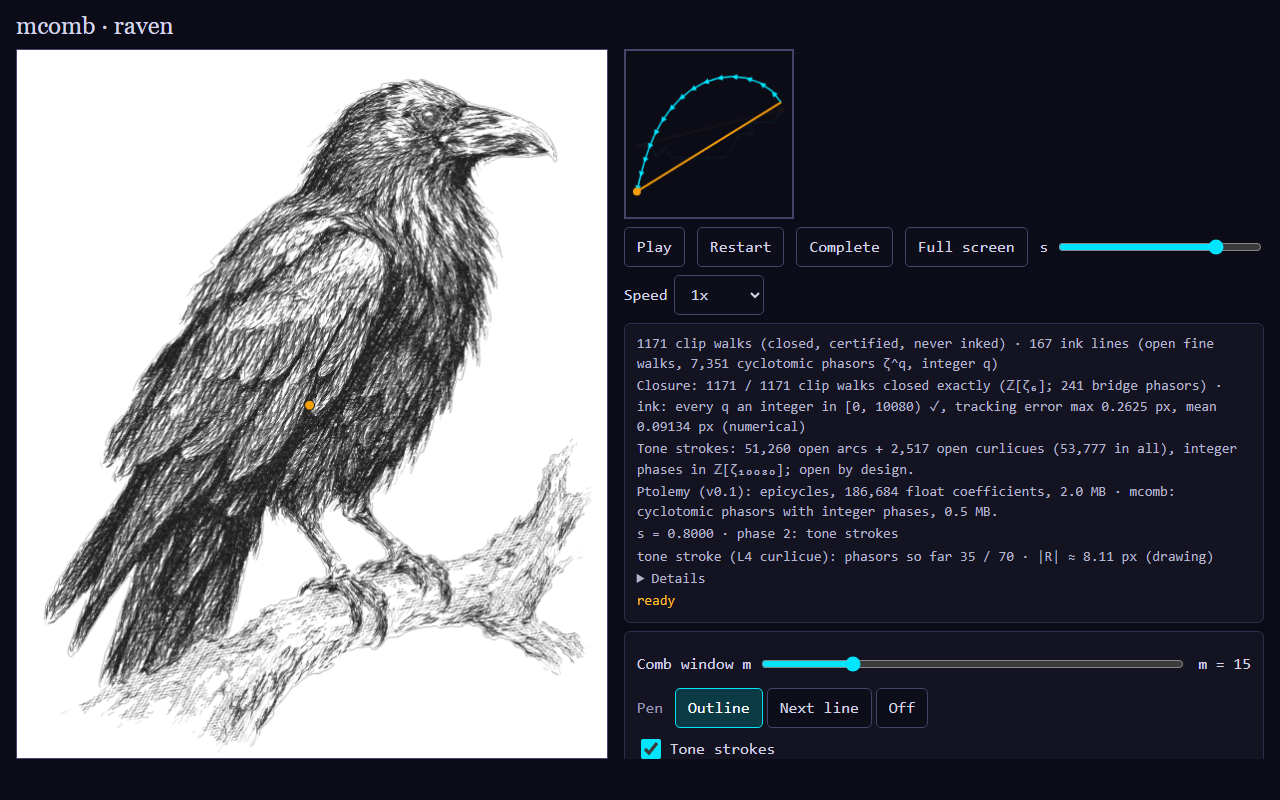 mcomb · raven
Play
Restart
Complete
Full screen
s
Speed
1x
1171 clip walks (closed, certified, never inked) · 167 ink lines (open fine
walks, 7,351 cyclotomic phasors ζ^q, integer q)
Closure: 1171 / 1171 clip walks closed exactly (ℤ[ζ₆]; 241 bridge phasors) ·
ink: every q an integer in [0, 10080) ✓, tracking error max 0.2625 px, mean
0.09134 px (numerical)
Tone strokes: 51,260 open arcs + 2,517 open curlicues (53,777 in all), integer
phases in ℤ[ζ₁₀₀₈₀]; open by design.
Ptolemy (v0.1): epicycles, 186,684 float coefficients, 2.0 MB · mcomb:
cyclotomic phasors with integer phases, 0.5 MB.
s = 0.8000 · phase 2: tone strokes
tone stroke (L4 curlicue): phasors so far 35 / 70 · |R| ≈ 8.11 px (drawing)
▶ Details
ready
Comb window m
m = 15
Pen
Outline
Next line
Off
Tone strokes